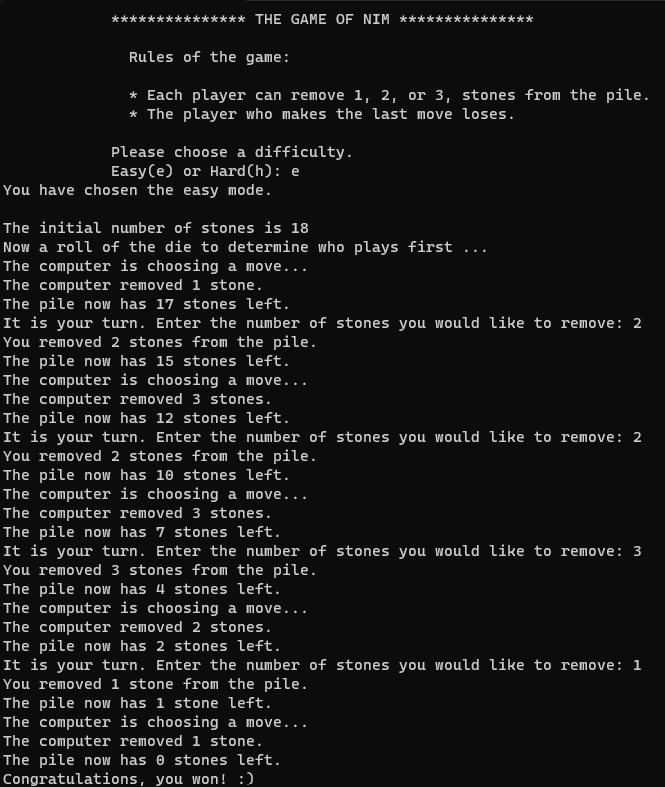 *************** THE GAME OF NIM ***************
Rules of the game:
* Each player can remove 1, 2, or 3, stones from the pile.
* The player who makes the last move loses.
Please choose a difficulty.
Easy(e) or Hard(h): e
You have chosen the easy mode.
The initial number of stones is 18
Now a roll of the die to determine who plays first ...
The computer is choosing a move...
The computer removed 1 stone.
The pile now has 17 stones left.
It is your turn. Enter the number of stones you would like to remove: 2
You removed 2 stones from the pile.
The pile now has 15 stones left.
The computer is choosing a move...
The computer removed 3 stones.
The pile now has 12 stones left.
It is your turn. Enter the number of stones you would like to remove: 2
You removed 2 stones from the pile.
The pile now has 10 stones left.
The computer is choosing a move...
The computer removed 3 stones.
The pile now has 7 stones left.
It is your turn. Enter the number of stones you would like to remove: 3
You removed 3 stones from the pile.
The pile now has 4 stones left.
The computer is choosing a move...
The computer removed 2 stones.
The pile now has 2 stones left.
It is your turn. Enter the number of stones you would like to remove: 1
You removed 1 stone from the pile.
The pile now has 1 stone left.
The computer is choosing a move...
The computer removed 1 stone.
The pile now has 0 stones left.
Congratulations, you won! :)